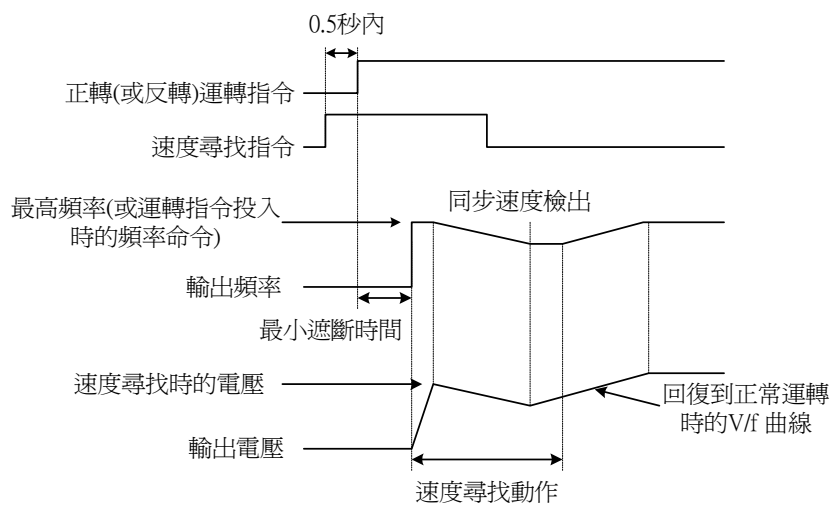 0.5秒內
正轉(或反轉)運轉指令
速度尋找指令
最高頻率(或運轉指令投入
時的頻率命令)
同步速度檢出
輸出頻率
最小遮斷時間
速度尋找時的電壓
回復到正常運轉
時的V/f 曲線
輸出電壓
速度尋找動作